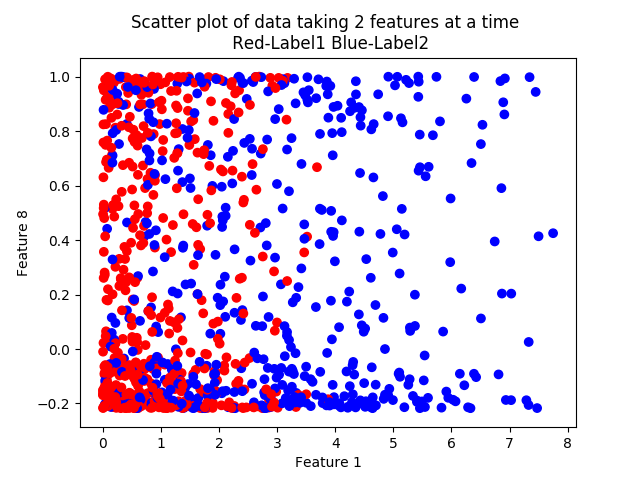 Scatter plot of data taking 2 features at a time
Red-Label1 Blue-Label2
1.0
0.8
0.6
0.4
0.2
0.0
−0.2
Feature 8
0 1 2 3 4 5 6 7 8
Feature 1